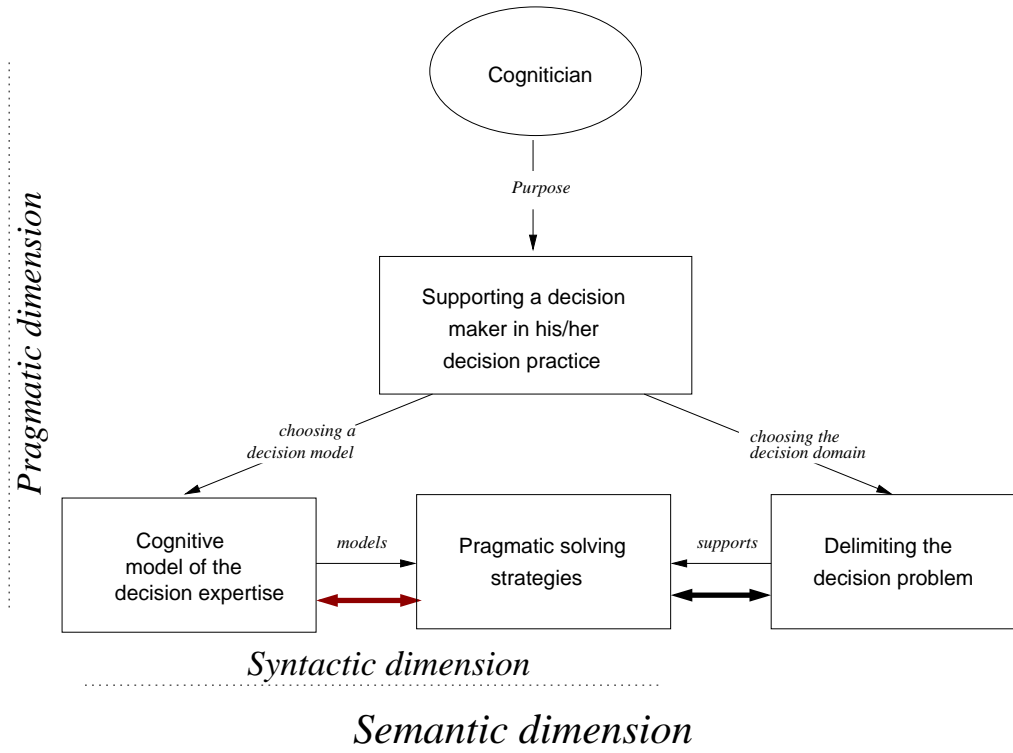 Cognitician
Purpose
Pragmatic dimension
Supporting a decision
maker in his/her
decision practice
choosing a
decision model
choosing the
decision domain
Cognitive
model of the
decision expertise
models
Pragmatic solving
strategies
supports
Delimiting the
decision problem
Syntactic dimension
Semantic dimension